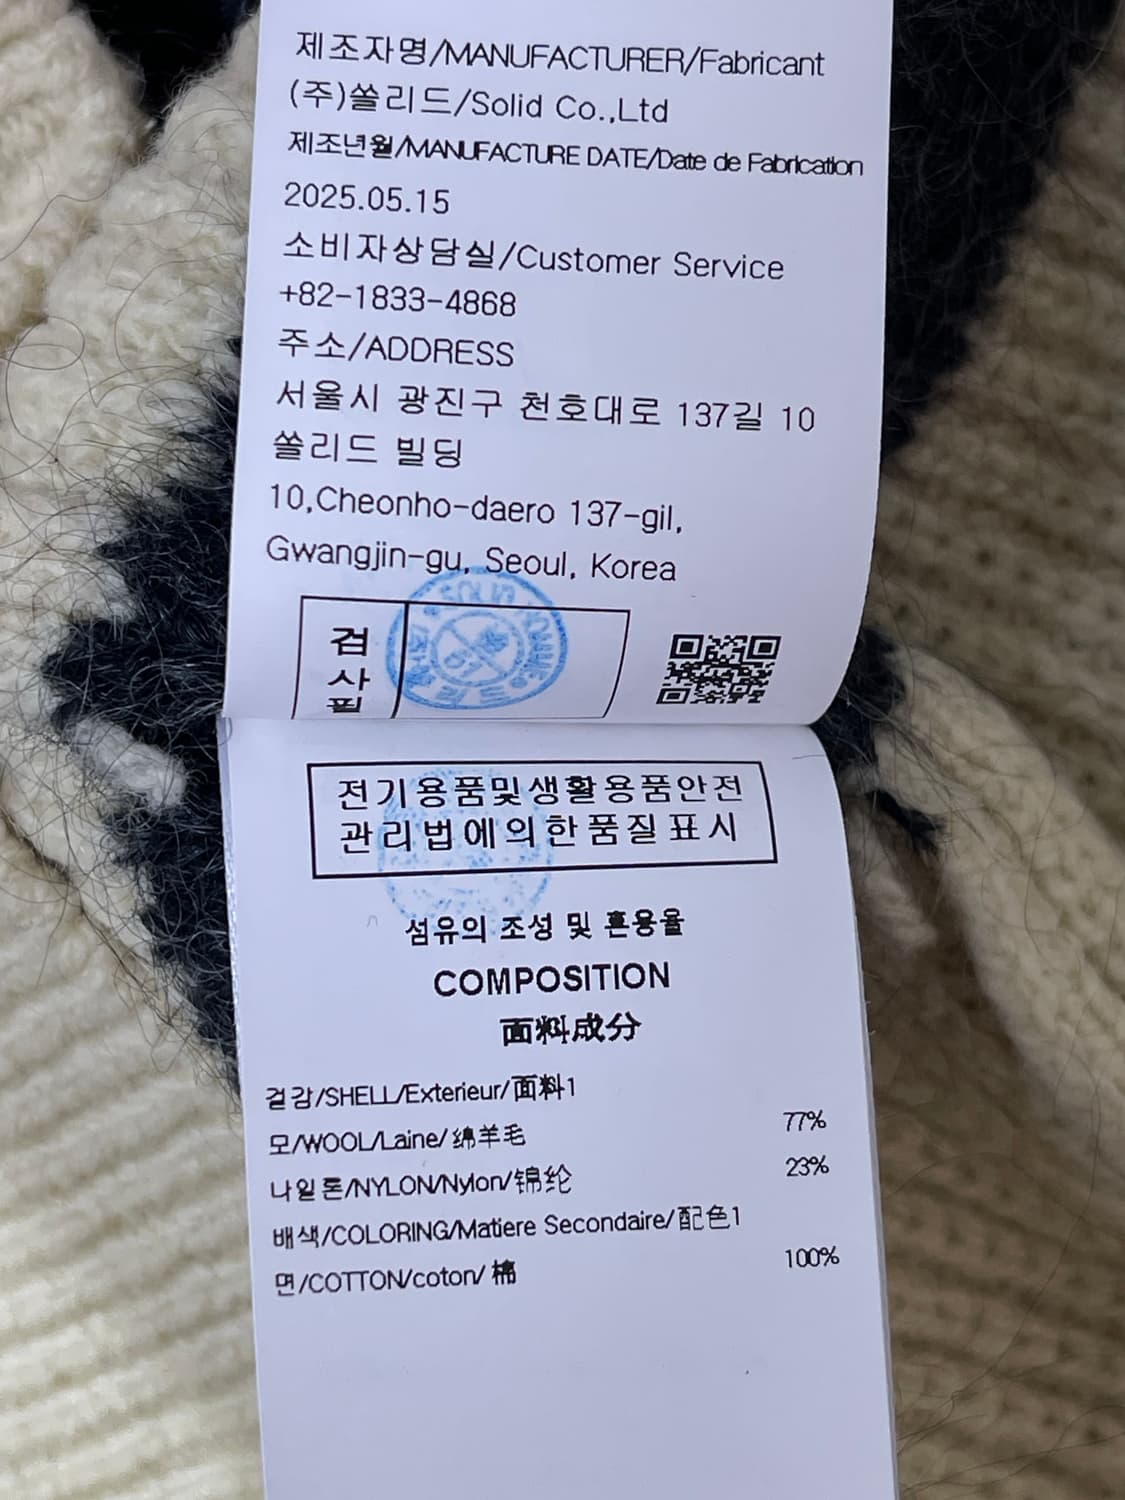 제조자명/MANUFACTURER/Fabricant
(주)쏠리드/Solid Co.,Ltd
제조년월/MANUFACTURE DATE/Date de Fabrication
2025.05.15
소비자상담실/Customer Service
+82-1833-4868
주소/ADDRESS
서울시 광진구 천호대로 137길 10
쏠리드 빌딩
10,Cheonho-daero 137-gil,
Gwangjin-gu, Seoul, Korea
검
사
필
전기용품및생활용품안전
관리법에의한품질표시
섬유의 조성 및 혼용율
COMPOSITION
面料成分
겉감/SHELL/Exterieur/面料1
모/WOOL/Laine/绵羊毛 77%
나일론/NYLON/Nylon/锦纶 23%
배색/COLORING/Matiere Secondaire/配色1
면/COTTON/coton/棉 100%